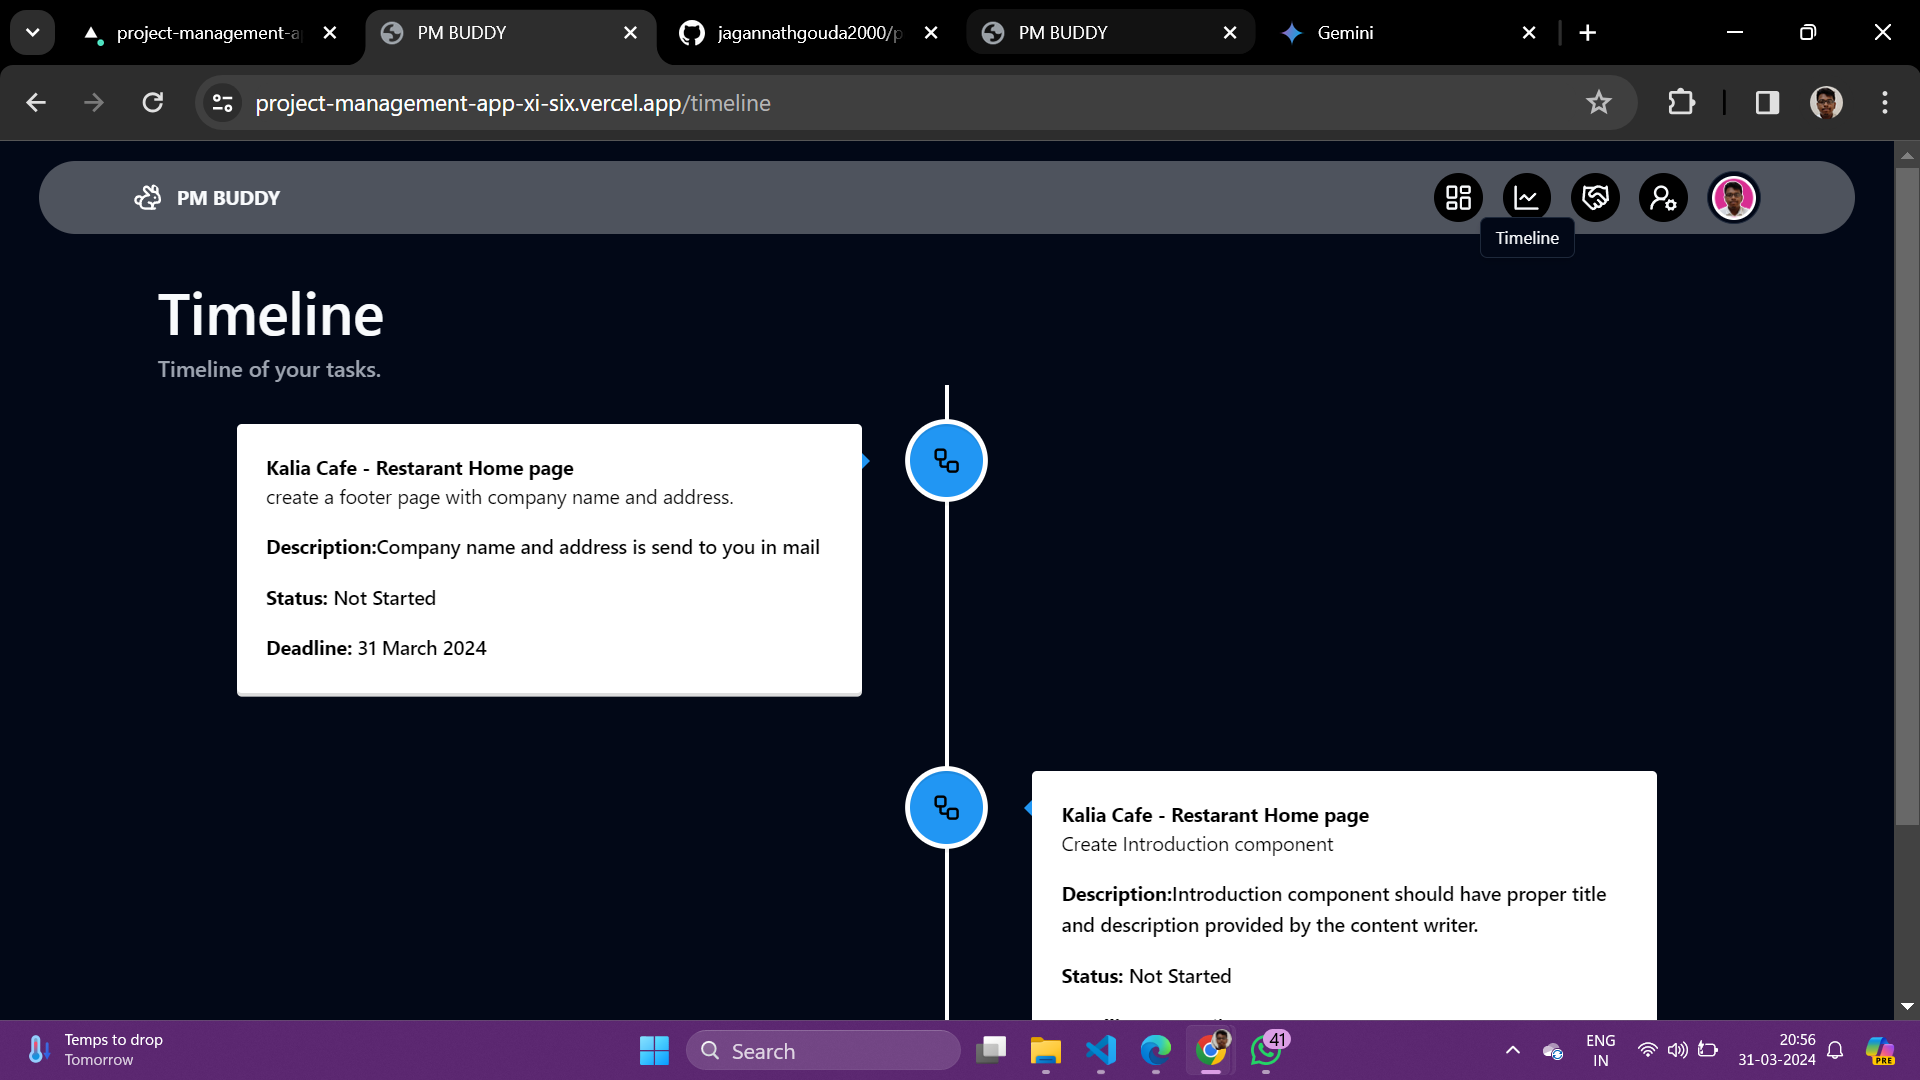 project-management-a
PM BUDDY
jagannathgouda2000/p
PM BUDDY
Gemini
project-management-app-xi-six.vercel.app/timeline
PM BUDDY
Timeline
Timeline
Timeline of your tasks.
Kalia Cafe - Restarant Home page
create a footer page with company name and address.
Description:Company name and address is send to you in mail
Status: Not Started
Deadline: 31 March 2024
Kalia Cafe - Restarant Home page
Create Introduction component
Description:Introduction component should have proper title
and description provided by the content writer.
Status: Not Started
Temps to drop
Tomorrow
Search
41
ENG
IN
20:56
31-03-2024
PRE